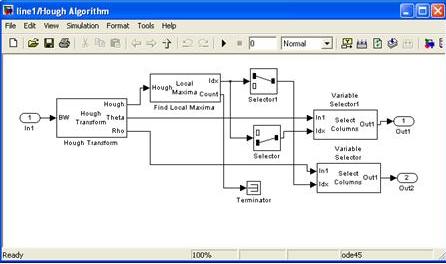 line1/Hough Algorithm
File Edit View Simulation Format Tools Help
0 Normal
1
In1
BW Hough Transform Hough Theta Rho
Hough Transform
Hough Local Maxima Idx Count
Find Local Maxima
Selector1
Selector
Terminator
Variable Selector1
In1 Idx Select Columns Out1
1
Out1
Variable Selector
In1 Idx Select Columns Out1
2
Out2
Ready 100% ode45